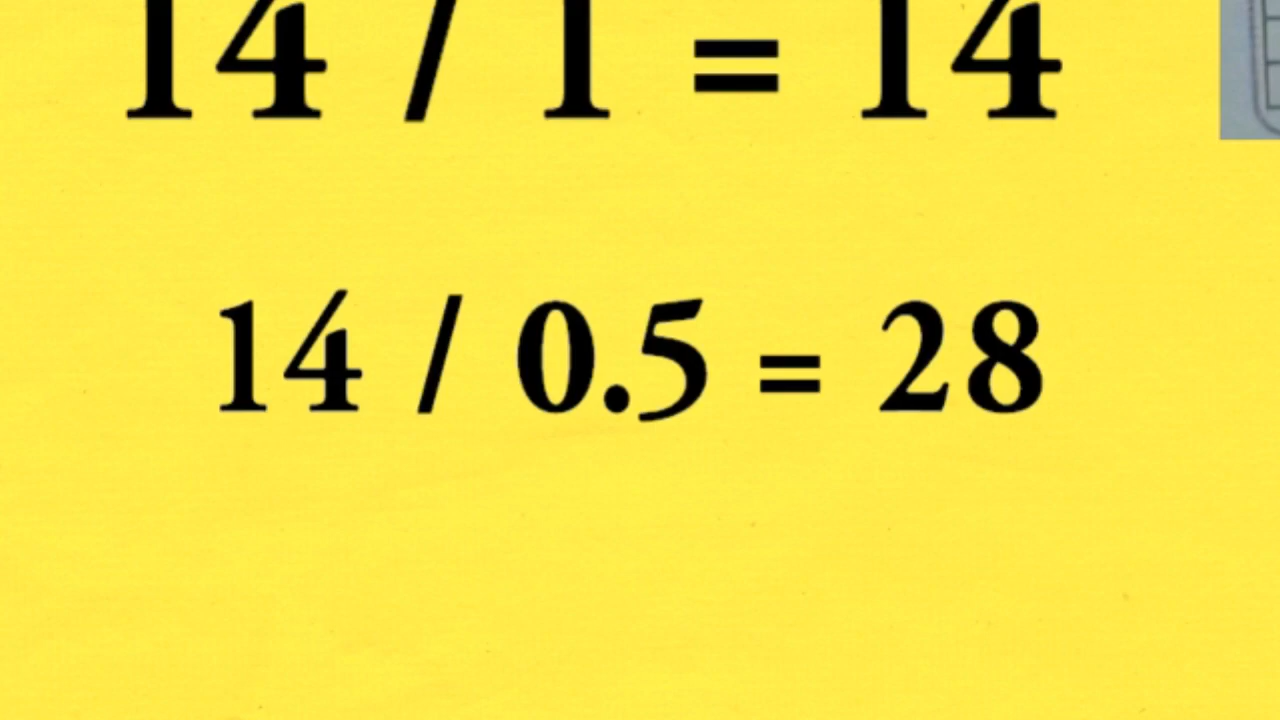 14 / 1 = 14
14 / 0.5 = 28